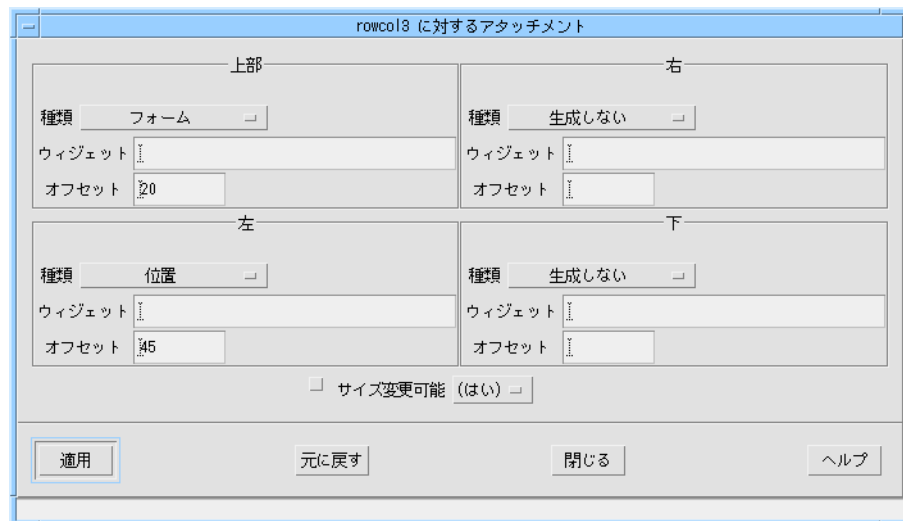 rowcol3 に対するアタッチメント
上部
種類 フォーム
ウィジェット
オフセット 20
右
種類 生成しない
ウィジェット
オフセット
左
種類 位置
ウィジェット
オフセット 45
下
種類 生成しない
ウィジェット
オフセット
サイズ変更可能 ((はい)
適用 元に戻す 閉じる ヘルプ